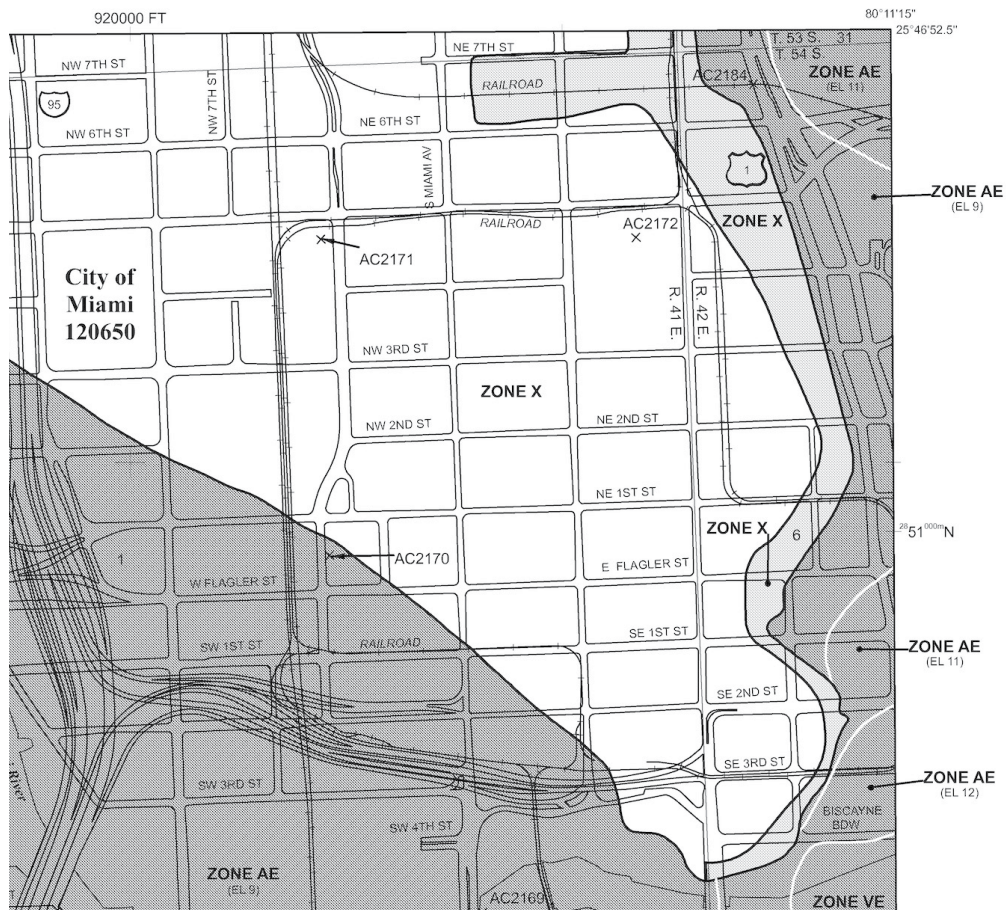 920000 FT
80°11'15"
25°46'52.5"
NE 7TH ST
T. 53 S. 31
T. 54 S.
NW 7TH ST
NW 7TH ST
RAILROAD
AC2184
ZONE AE
(EL 11)
95
NW 6TH ST
NE 6TH ST
S MIAMI AV
1
ZONE AE
(EL 9)
RAILROAD
AC2172
ZONE X
AC2171
City of
Miami
120650
R. 41 E.
R. 42 E.
NW 3RD ST
ZONE X
NW 2ND ST
NE 2ND ST
NE 1ST ST
ZONE X
6
28 51 000m N
1
AC2170
E FLAGLER ST
W FLAGLER ST
SW 1ST ST
RAILROAD
SE 1ST ST
ZONE AE
(EL 11)
SE 2ND ST
SE 3RD ST
SW 3RD ST
ZONE AE
(EL 12)
River
BISCAYNE
BDW
SW 4TH ST
ZONE AE
(EL 9)
AC2169
ZONE VE